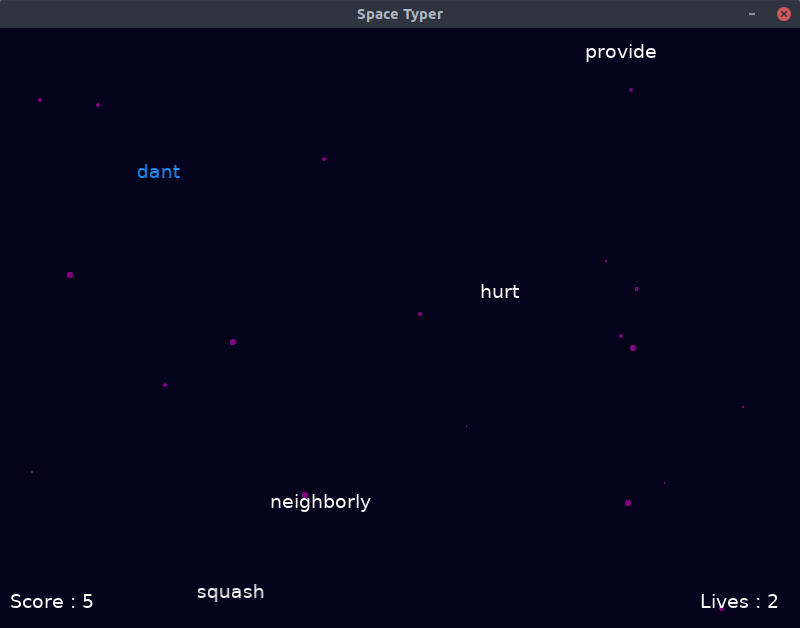 Space Typer
provide
dant
hurt
neighborly
squash
Score : 5
Lives : 2